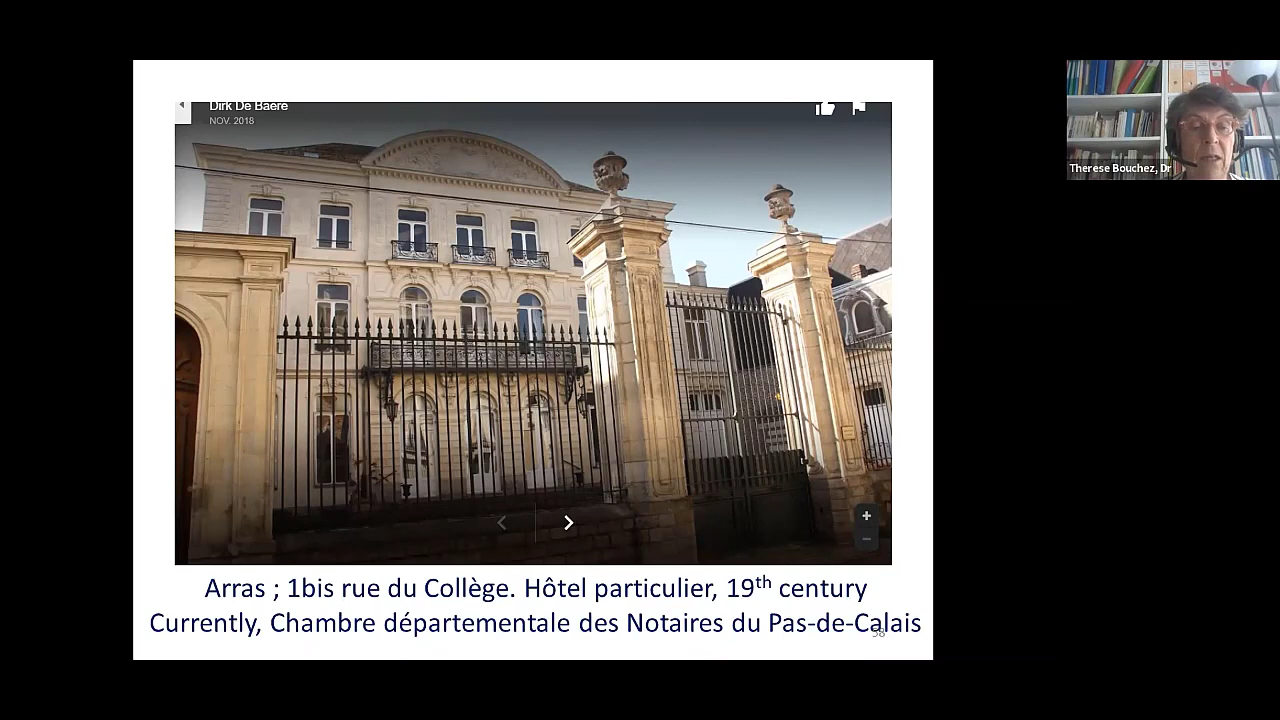 Dirk De Baere
NOV. 2018
Therese Bouchez, Dr
Arras ; 1bis rue du Collège. Hôtel particulier, 19th century
Currently, Chambre départementale des Notaires du Pas-de-Calais
58